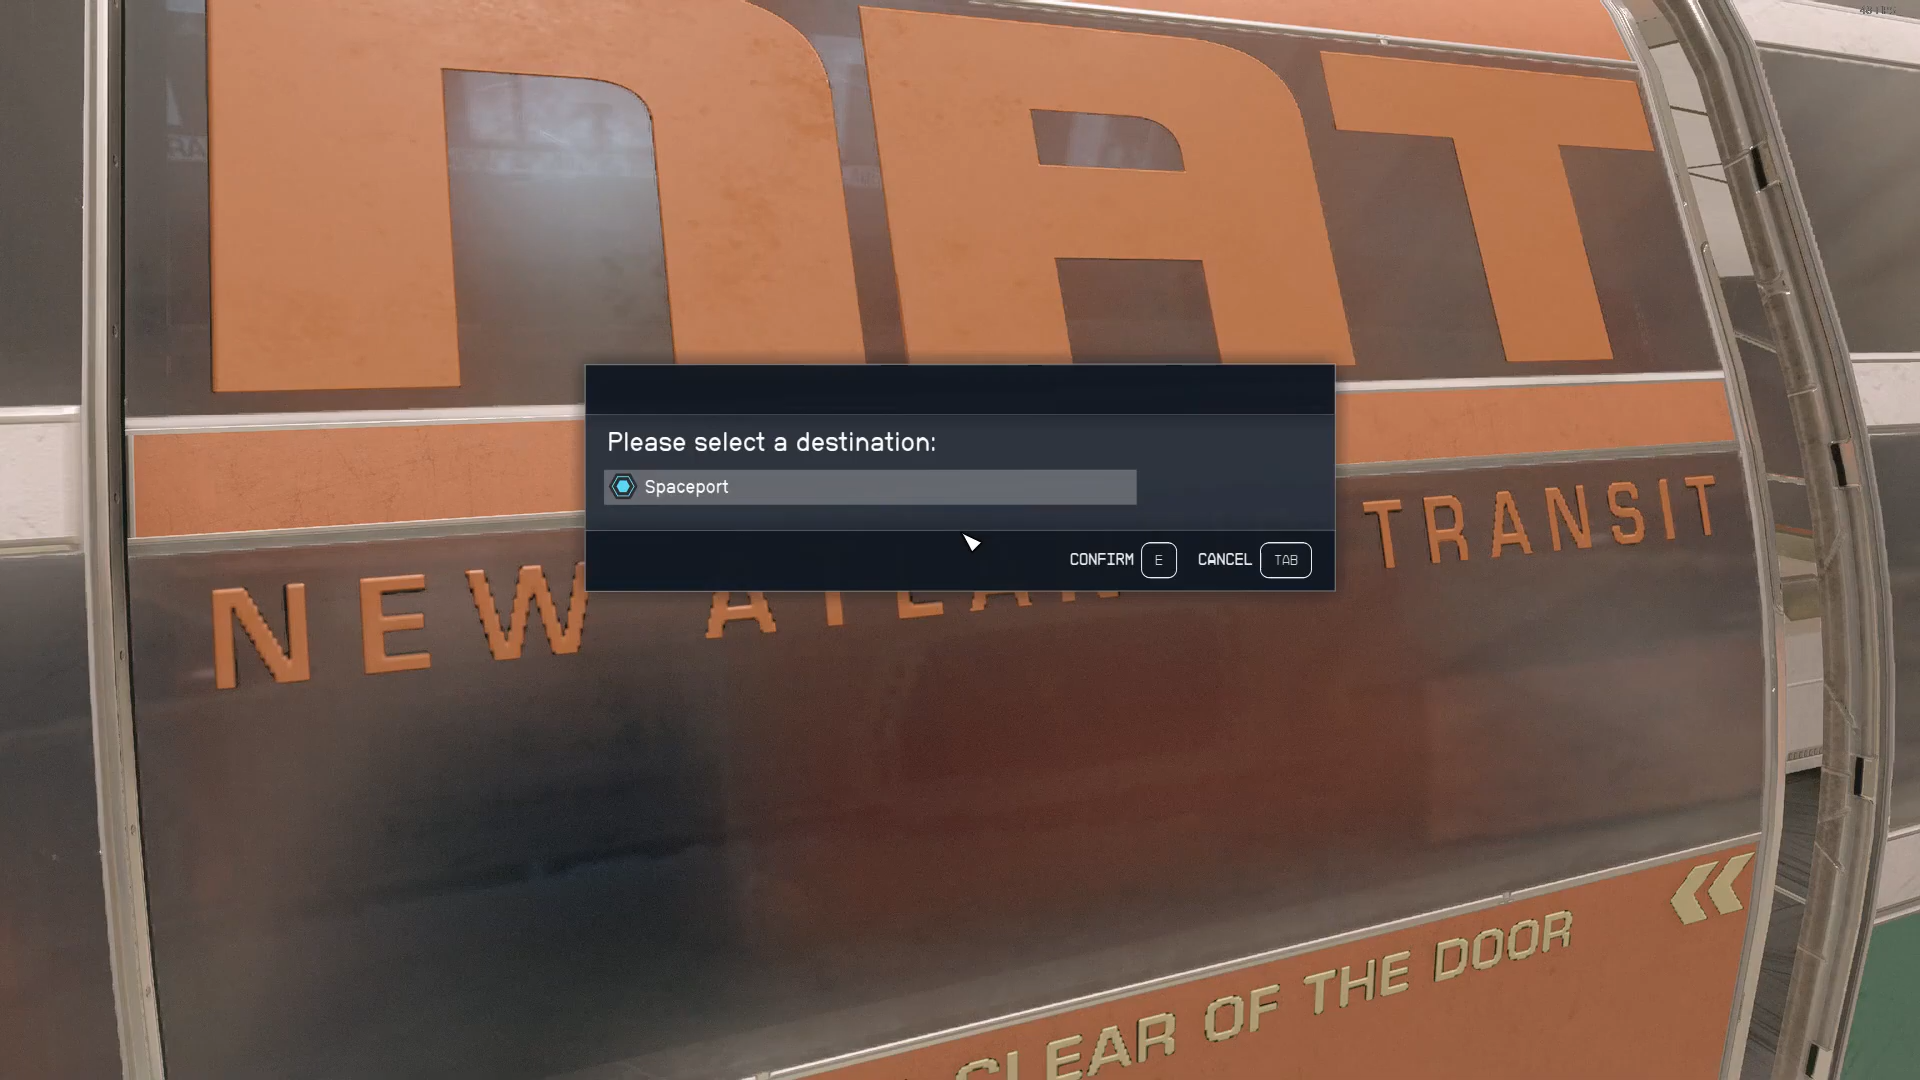 NAT
Please select a destination:
Spaceport
CONFIRM E CANCEL TAB
NEW TRANSIT
CLEAR OF THE DOOR